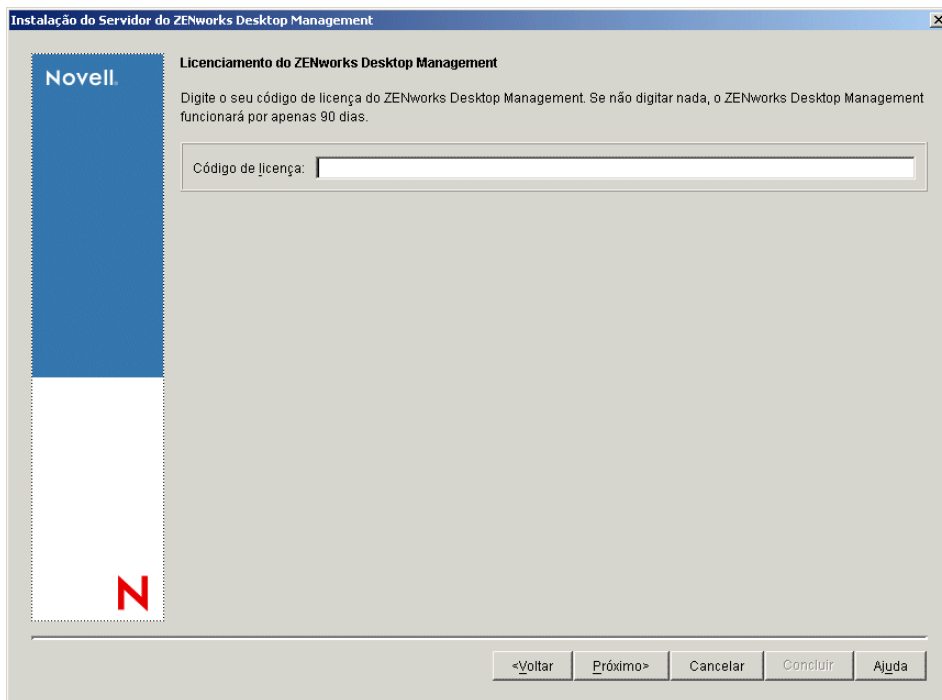 Instalação do Servidor do ZENworks Desktop Management
Novell.
Licenciamento do ZENworks Desktop Management
Digite o seu código de licença do ZENworks Desktop Management. Se não digitar nada, o ZENworks Desktop Management
funcionará por apenas 90 dias.
Código de licença:
N
<Voltar Próximo> Cancelar Concluir Ajuda